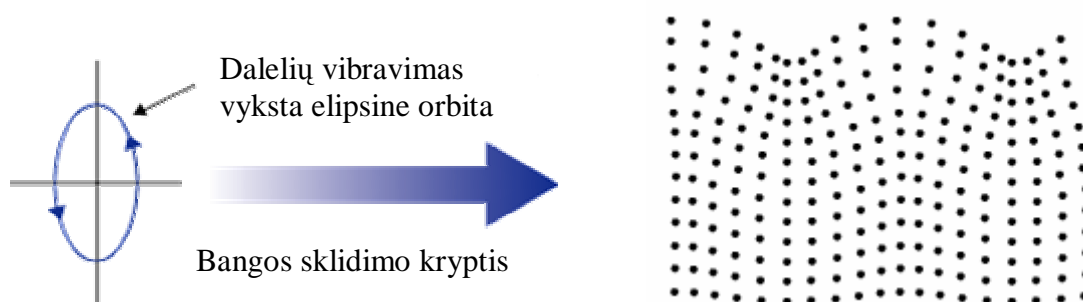 Dalelių vibravimas
vyksta elipsine orbita
Bangos sklidimo kryptis